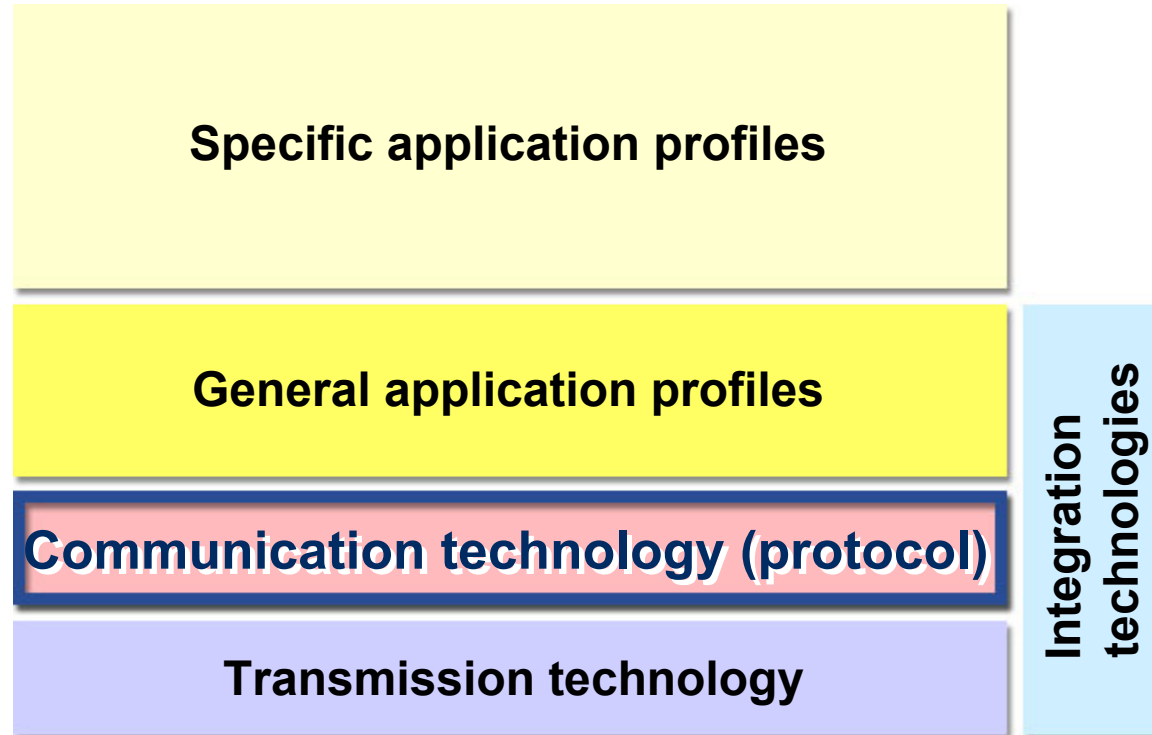 Specific application profiles
General application profiles
Communication technology (protocol)
Transmission technology
Integration
technologies